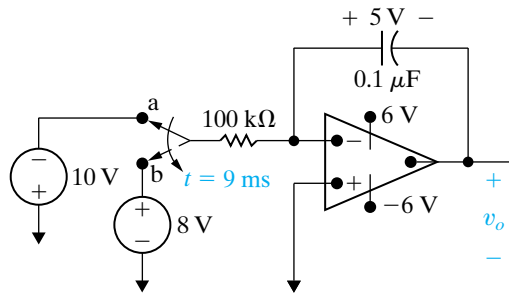 + 5 V −
0.1 μF
a
100 kΩ
6 V
−
+
−
+
10 V
b
t = 9 ms
−6 V
+
v_o
−
+
−
8 V